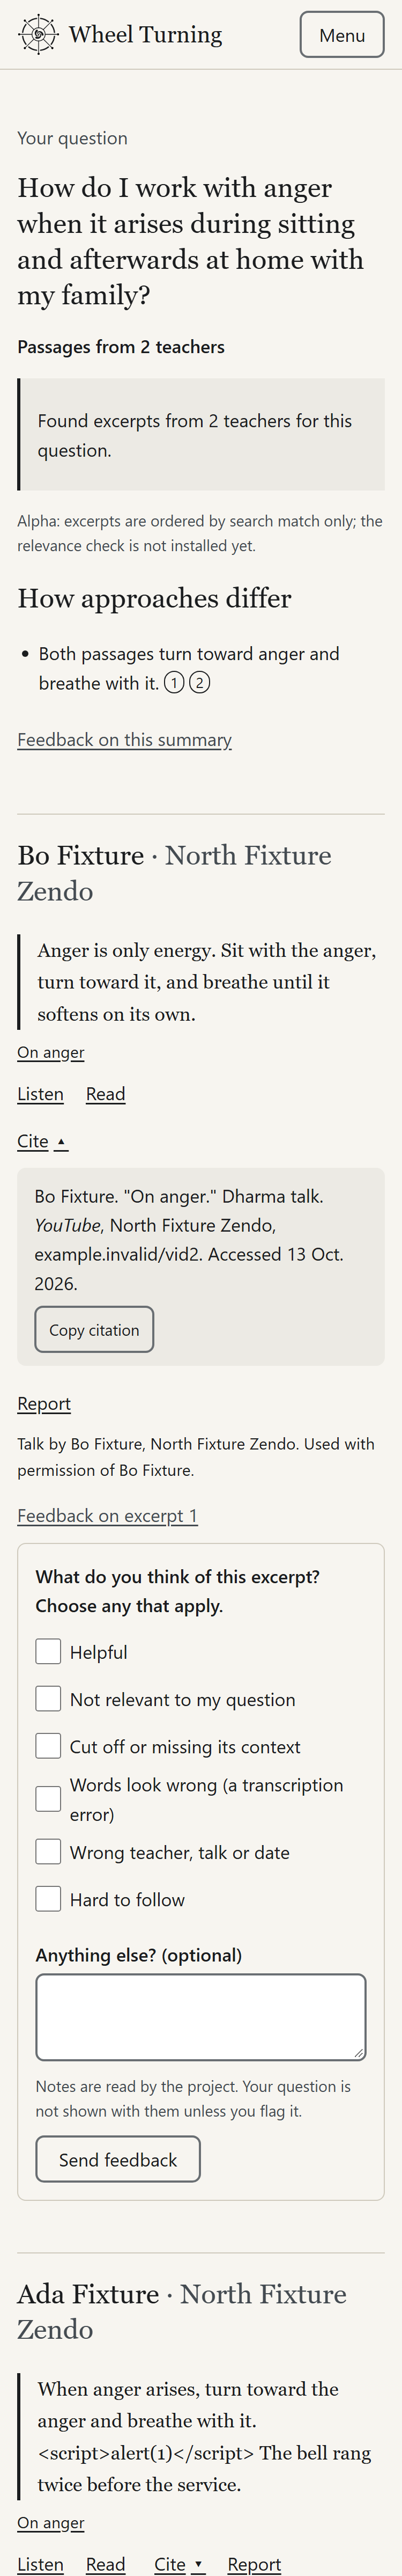 Wheel Turning
Menu
Your question
How do I work with anger
when it arises during sitting
and afterwards at home with
my family?
Passages from 2 teachers
Found excerpts from 2 teachers for this
question.
Alpha: excerpts are ordered by search match only; the
relevance check is not installed yet.
How approaches differ
• Both passages turn toward anger and
breathe with it. ① ②
Feedback on this summary
Bo Fixture · North Fixture
Zendo
Anger is only energy. Sit with the anger,
turn toward it, and breathe until it
softens on its own.
On anger
Listen Read
Cite ▲
Bo Fixture. "On anger." Dharma talk.
YouTube, North Fixture Zendo,
example.invalid/vid2. Accessed 13 Oct.
2026.
Copy citation
Report
Talk by Bo Fixture, North Fixture Zendo. Used with
permission of Bo Fixture.
Feedback on excerpt 1
What do you think of this excerpt?
Choose any that apply.
Helpful
Not relevant to my question
Cut off or missing its context
Words look wrong (a transcription
error)
Wrong teacher, talk or date
Hard to follow
Anything else? (optional)
Notes are read by the project. Your question is
not shown with them unless you flag it.
Send feedback
Ada Fixture · North Fixture
Zendo
When anger arises, turn toward the
anger and breathe with it.
<script>alert(1)</script> The bell rang
twice before the service.
On anger
Listen Read Cite ▼ Report